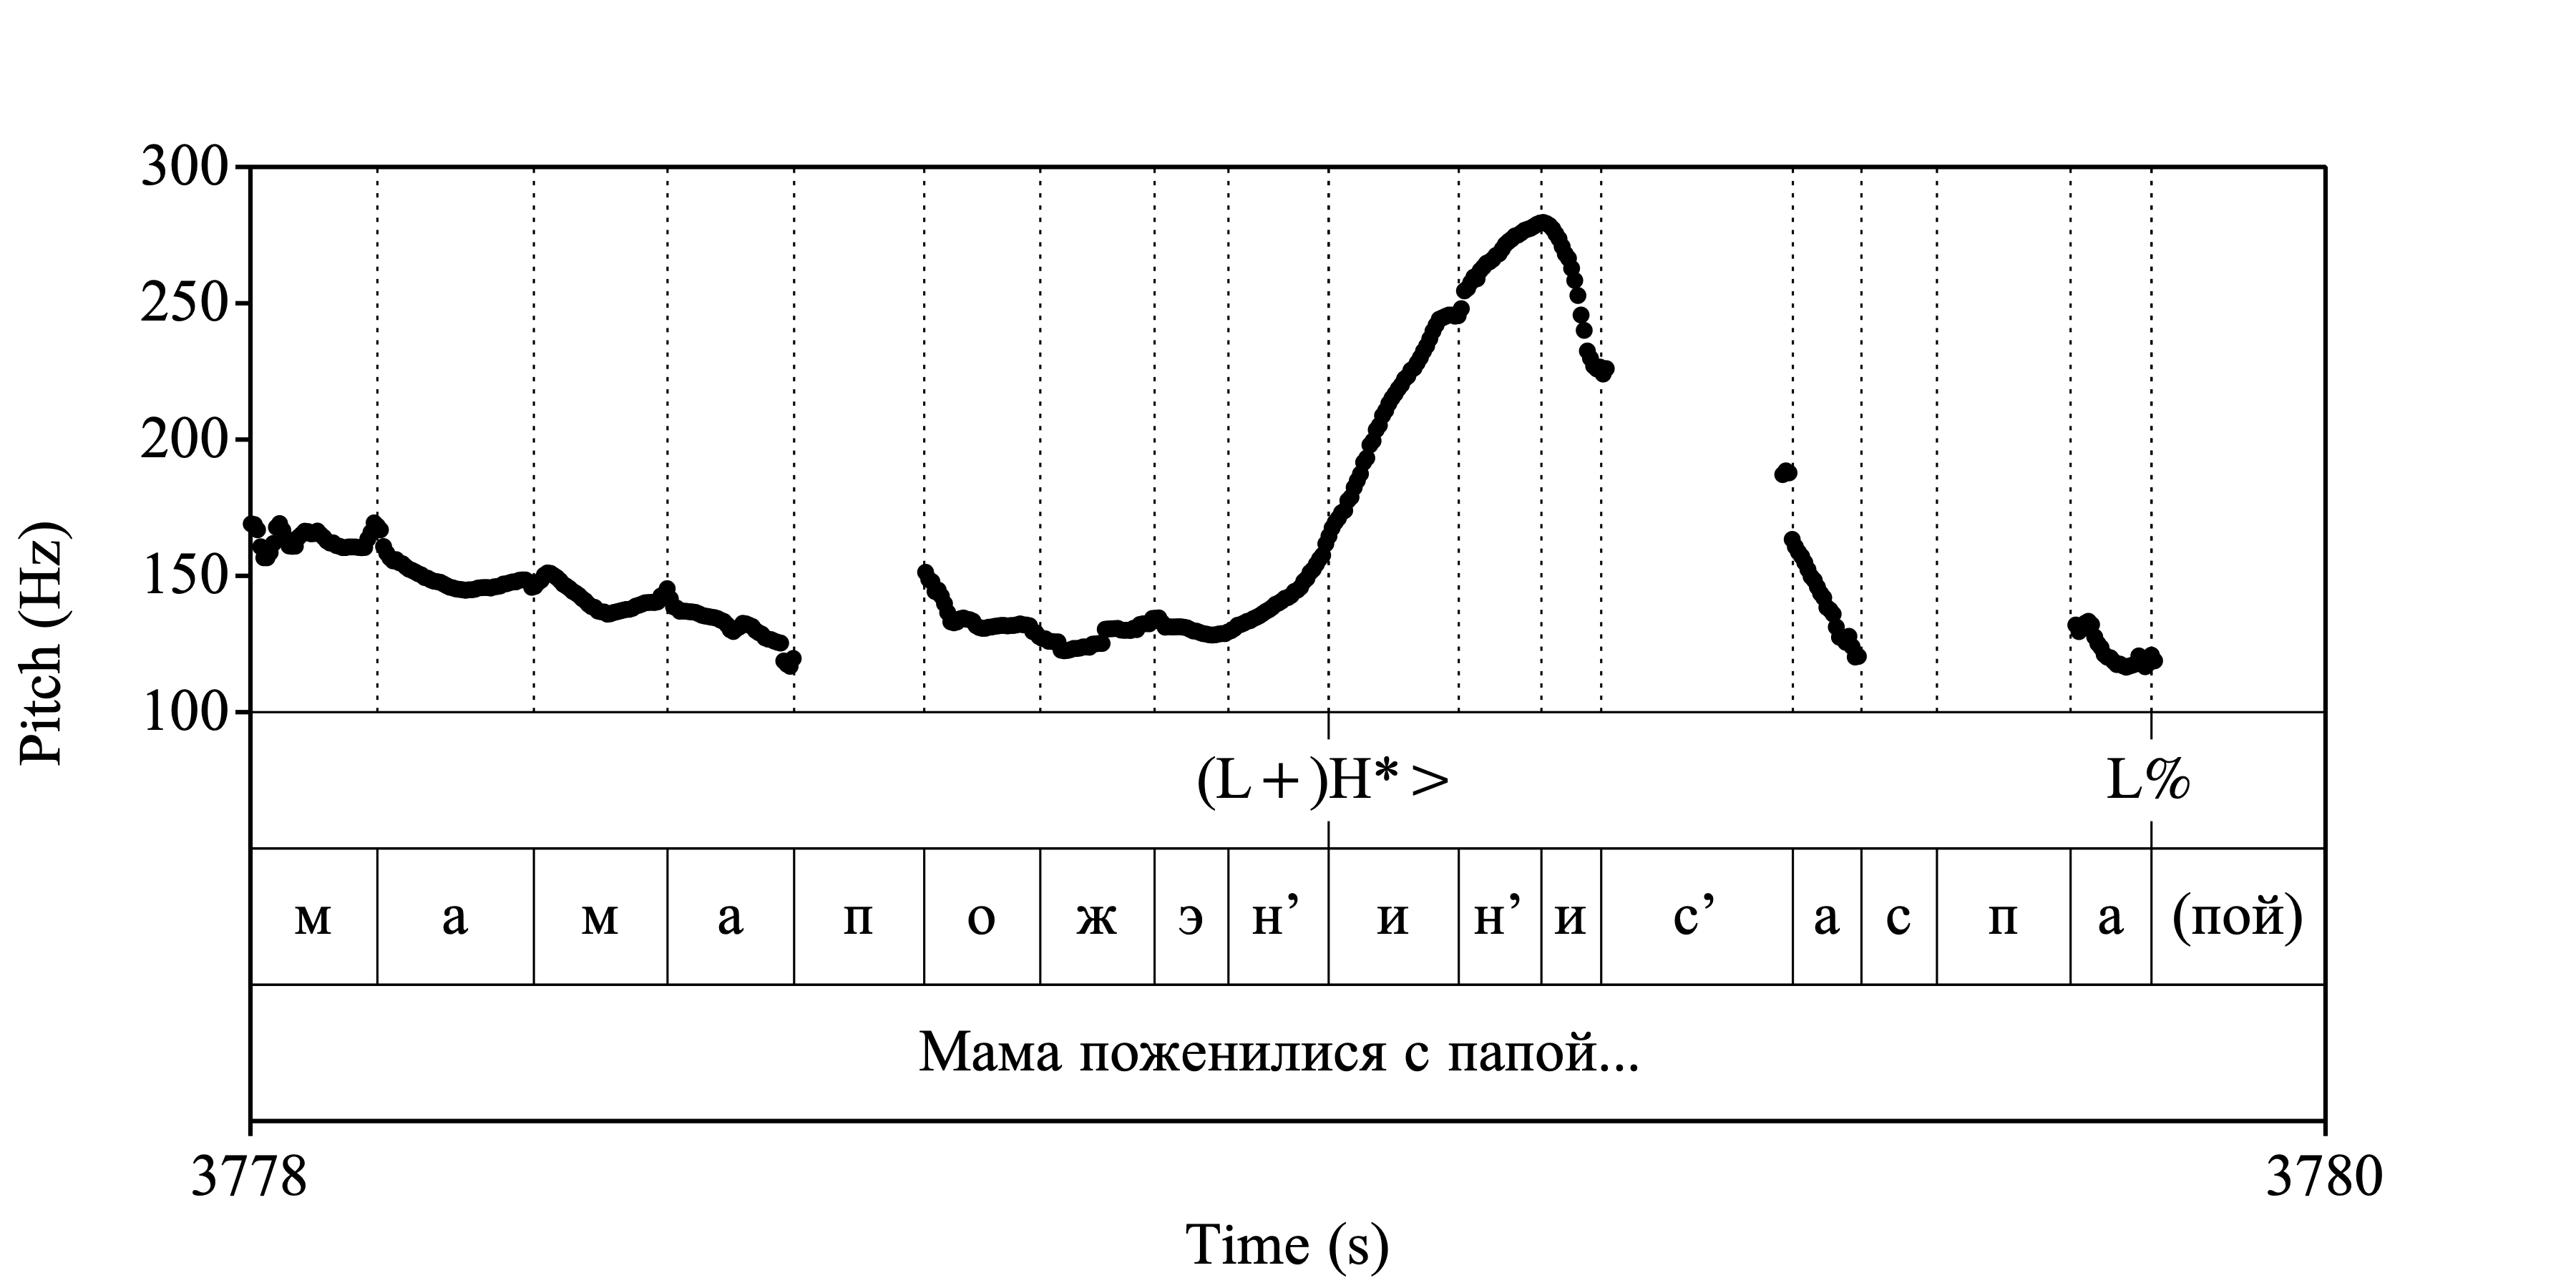 300
250
200
150
100
Pitch (Hz)
(L+)H*> L%
м а м а п о ж э н’ и н’ и с’ а с п а (пой)
Мама поженилися с папой...
3778 3780
Time (s)